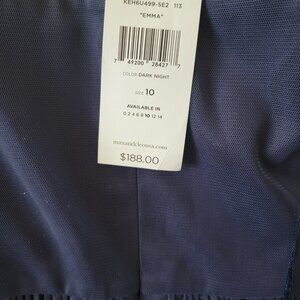 KEH6U499-5E2 113
"EMMA"
7 49200 28427 7
COLOR DARK NIGHT
SIZE 10
AVAILABLE IN
0 2 4 6 8 10 12 14
maxandcleousa.com
$188.00